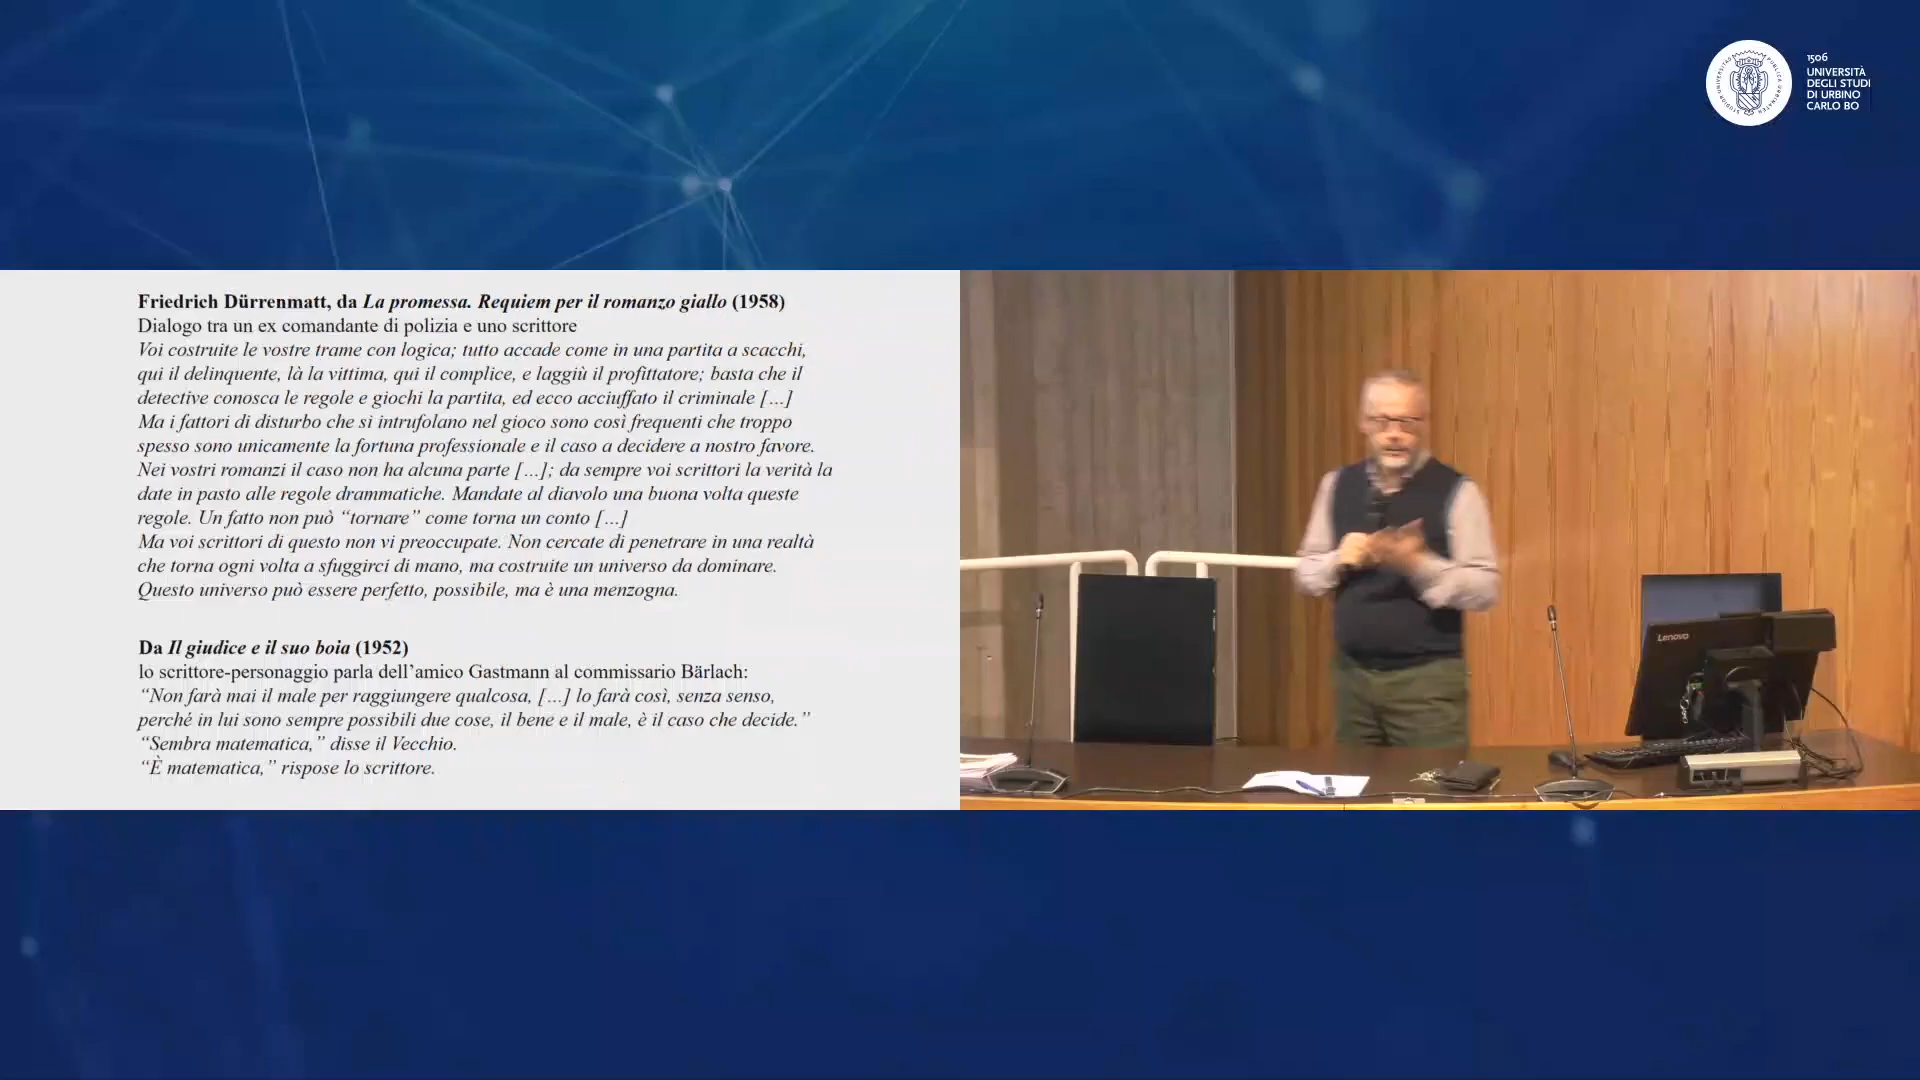 1506
UNIVERSITÀ
DEGLI STUDI
DI URBINO
CARLO BO
Friedrich Dürrenmatt, da La promessa. Requiem per il romanzo giallo (1958)
Dialogo tra un ex comandante di polizia e uno scrittore
Voi costruite le vostre trame con logica; tutto accade come in una partita a scacchi,
qui il delinquente, là la vittima, qui il complice, e laggiù il profittatore; basta che il
detective conosca le regole e giochi la partita, ed ecco acciuffato il criminale […]
Ma i fattori di disturbo che si intrufolano nel gioco sono così frequenti che troppo
spesso sono unicamente la fortuna professionale e il caso a decidere a nostro favore.
Nei vostri romanzi il caso non ha alcuna parte […]; da sempre voi scrittori la verità la
date in pasto alle regole drammatiche. Mandate al diavolo una buona volta queste
regole. Un fatto non può “tornare” come torna un conto […]
Ma voi scrittori di questo non vi preoccupate. Non cercate di penetrare in una realtà
che torna ogni volta a sfuggirci di mano, ma costruite un universo da dominare.
Questo universo può essere perfetto, possibile, ma è una menzogna.
Da Il giudice e il suo boia (1952)
lo scrittore-personaggio parla dell’amico Gastmann al commissario Bärlach:
“Non farà mai il male per raggiungere qualcosa, […] lo farà così, senza senso,
perché in lui sono sempre possibili due cose, il bene e il male, è il caso che decide.”
“Sembra matematica,” disse il Vecchio.
“È matematica,” rispose lo scrittore.
Lenovo